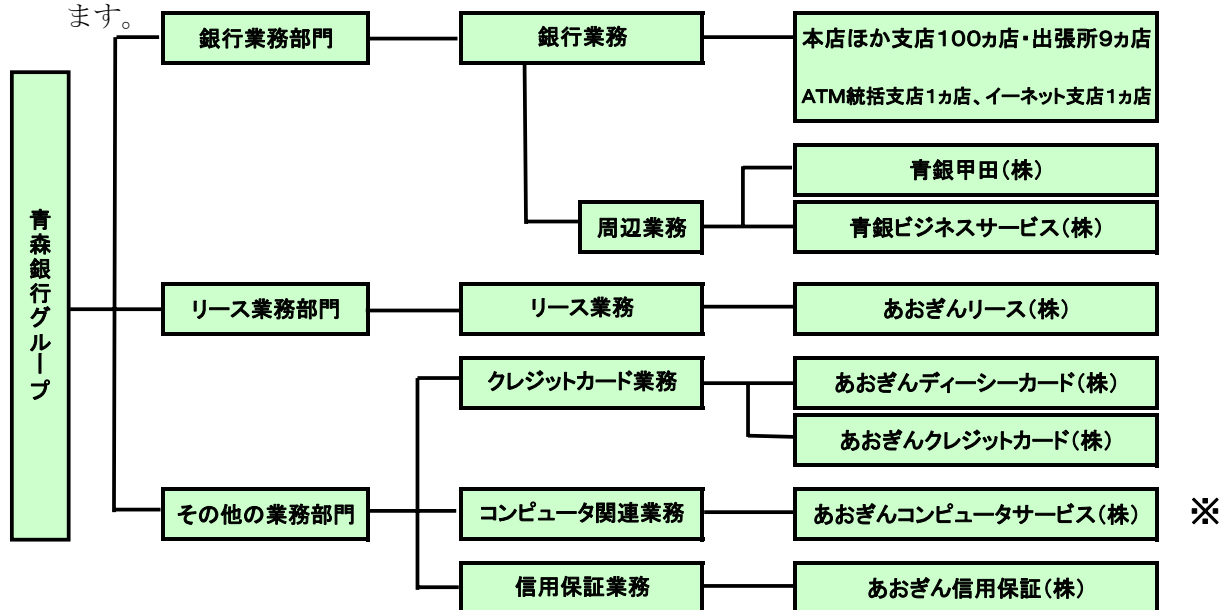 ます。
青森銀行グループ
銀行業務部門
銀行業務
本店ほか支店100ヵ店・出張所9ヵ店
ATM統括支店1ヵ店、イーネット支店1ヵ店
周辺業務
青銀甲田(株)
青銀ビジネスサービス(株)
リース業務部門
リース業務
あおぎんリース(株)
その他の業務部門
クレジットカード業務
あおぎんディーシーカード(株)
あおぎんクレジットカード(株)
コンピュータ関連業務
あおぎんコンピュータサービス(株)
※
信用保証業務
あおぎん信用保証(株)